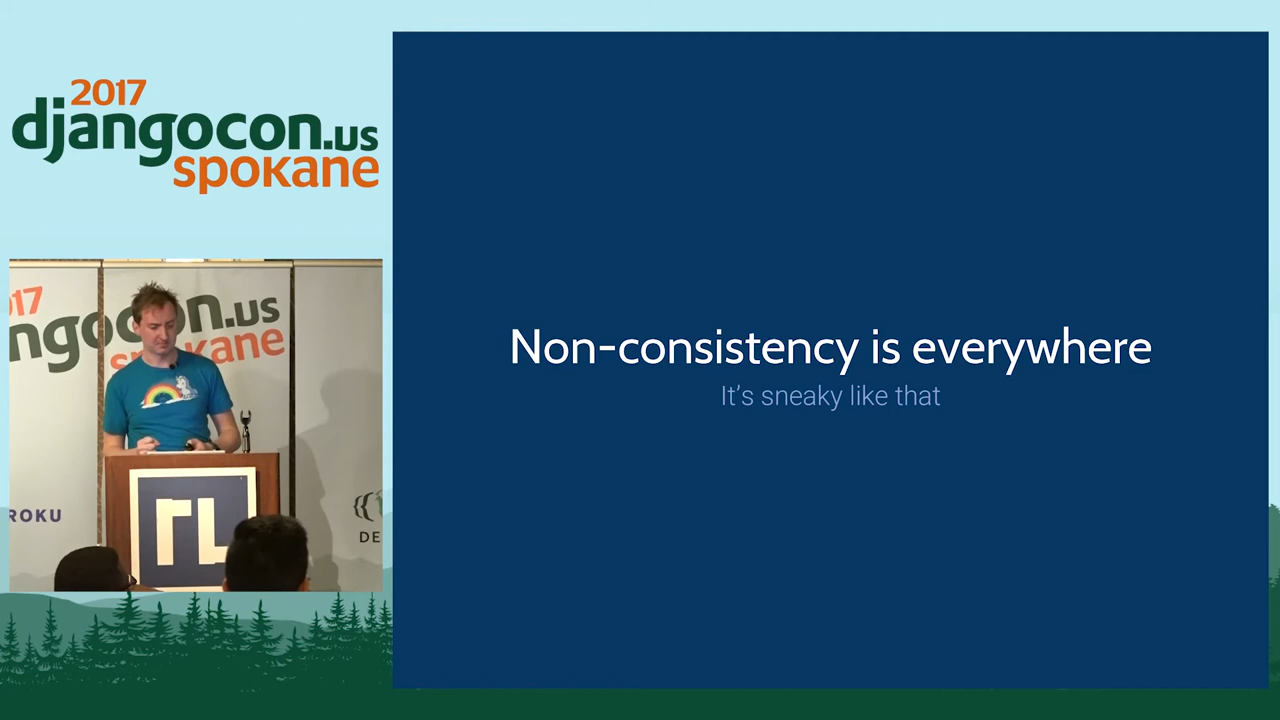 2017
djangocon.us
spokane
Non-consistency is everywhere
It's sneaky like that
017
ngocon.us
spokane
ROKU
DE